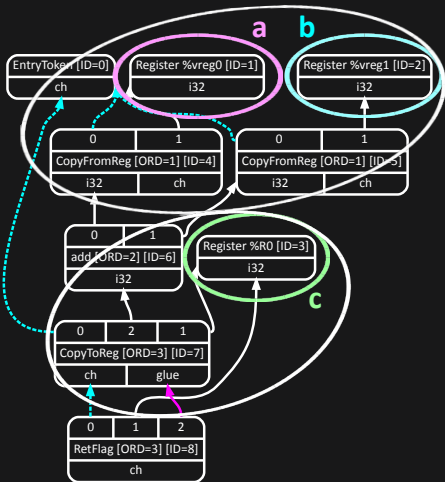 a
b
EntryToken [ID=0]
ch
Register %vreg0 [ID=1]
i32
Register %vreg1 [ID=2]
i32
0 1
CopyFromReg [ORD=1] [ID=4]
i32 ch
0 1
CopyFromReg [ORD=1] [ID=5]
i32 ch
0 1
add [ORD=2] [ID=6]
i32
Register %R0 [ID=3]
i32
c
0 2 1
CopyToReg [ORD=3] [ID=7]
ch glue
0 1 2
RetFlag [ORD=3] [ID=8]
ch